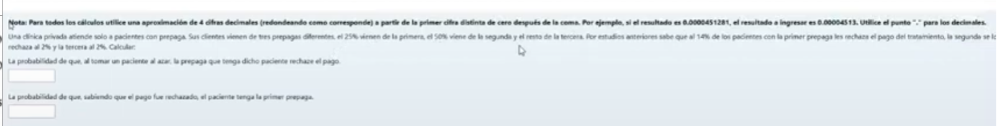 Nota: Para todos los cálculos utilice una aproximación de 4 cifras decimales (redondeando como corresponde) a partir de la primer cifra distinta de cero después de la coma. Por ejemplo, si el resultado es 0.0000451281, el resultado a ingresar es 0.00004513. Utilice el punto "." para los decimales.
Una clínica privada atiende solo a pacientes con prepaga. Sus clientes vienen de tres prepagas diferentes, el 25% vienen de la primera, el 50% viene de la segunda y el resto de la tercera. Por estudios anteriores sabe que al 14% de los pacientes con la primer prepaga les rechaza el pago del tratamiento, la segunda se lo
rechaza al 2% y la tercera al 2%. Calcular:
La probabilidad de que, al tomar un paciente al azar, la prepaga que tenga dicho paciente rechaze el pago.
La probabilidad de que, sabiendo que el pago fue rechazado, el paciente tenga la primer prepaga.